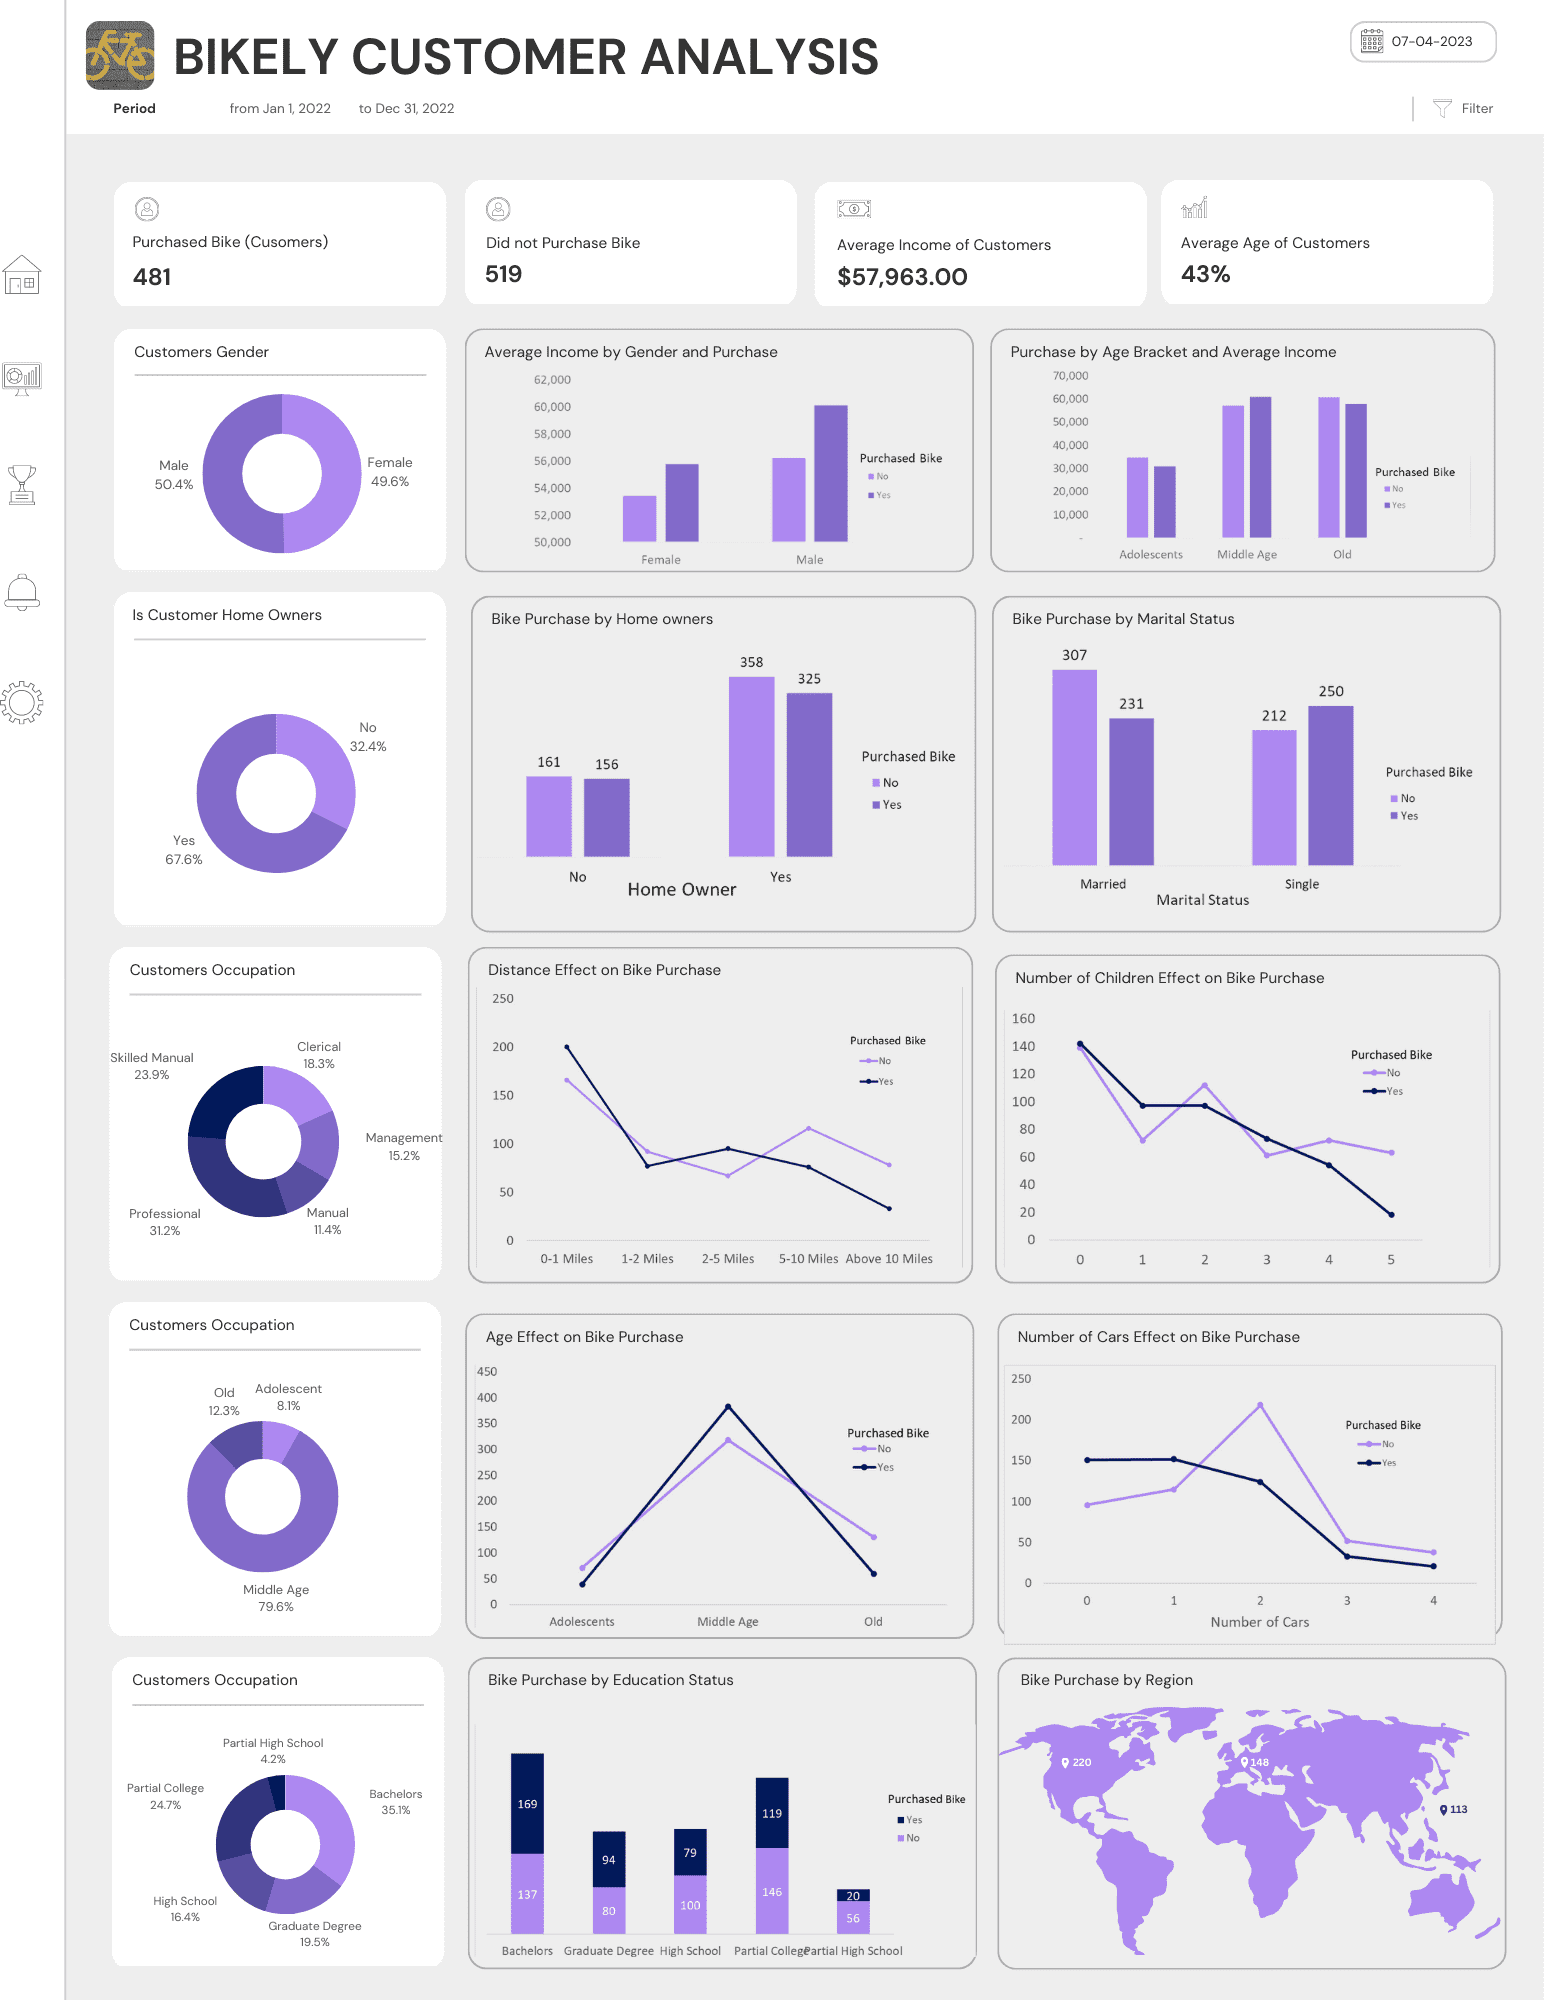 BIKELY CUSTOMER ANALYSIS
07-04-2023
Period from Jan 1, 2022 to Dec 31, 2022
Filter
Purchased Bike (Cusomers)
481
Did not Purchase Bike
519
Average Income of Customers
$57,963.00
Average Age of Customers
43%
Customers Gender
Male
50.4%
Female
49.6%
Average Income by Gender and Purchase
62,000
60,000
58,000
56,000
54,000
52,000
50,000
Female
Male
Purchased Bike
No
Yes
Purchase by Age Bracket and Average Income
70,000
60,000
50,000
40,000
30,000
20,000
10,000
-
Adolescents
Middle Age
Old
Purchased Bike
No
Yes
Is Customer Home Owners
No
32.4%
Yes
67.6%
Bike Purchase by Home owners
161
156
358
325
No
Yes
Home Owner
Purchased Bike
No
Yes
Bike Purchase by Marital Status
307
231
212
250
Married
Single
Marital Status
Purchased Bike
No
Yes
Customers Occupation
Skilled Manual
23.9%
Clerical
18.3%
Management
15.2%
Manual
11.4%
Professional
31.2%
Distance Effect on Bike Purchase
250
200
150
100
50
0
0-1 Miles
1-2 Miles
2-5 Miles
5-10 Miles
Above 10 Miles
Purchased Bike
No
Yes
Number of Children Effect on Bike Purchase
160
140
120
100
80
60
40
20
0
0
1
2
3
4
5
Purchased Bike
No
Yes
Customers Occupation
Old
12.3%
Adolescent
8.1%
Middle Age
79.6%
Age Effect on Bike Purchase
450
400
350
300
250
200
150
100
50
0
Adolescents
Middle Age
Old
Purchased Bike
No
Yes
Number of Cars Effect on Bike Purchase
250
200
150
100
50
0
0
1
2
3
4
Number of Cars
Purchased Bike
No
Yes
Customers Occupation
Partial High School
4.2%
Partial College
24.7%
Bachelors
35.1%
High School
16.4%
Graduate Degree
19.5%
Bike Purchase by Education Status
169
137
94
80
79
100
119
146
20
56
Bachelors
Graduate Degree
High School
Partial College
Partial High School
Purchased Bike
Yes
No
Bike Purchase by Region
220
148
113